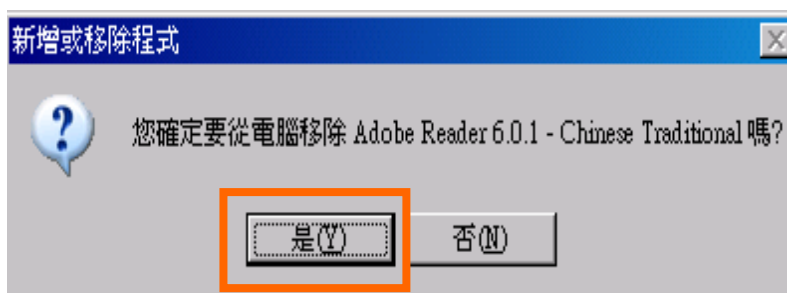 新增或移除程式
您確定要從電腦移除 Adobe Reader 6.0.1 - Chinese Traditional 嗎?
是(Y) 否(N)